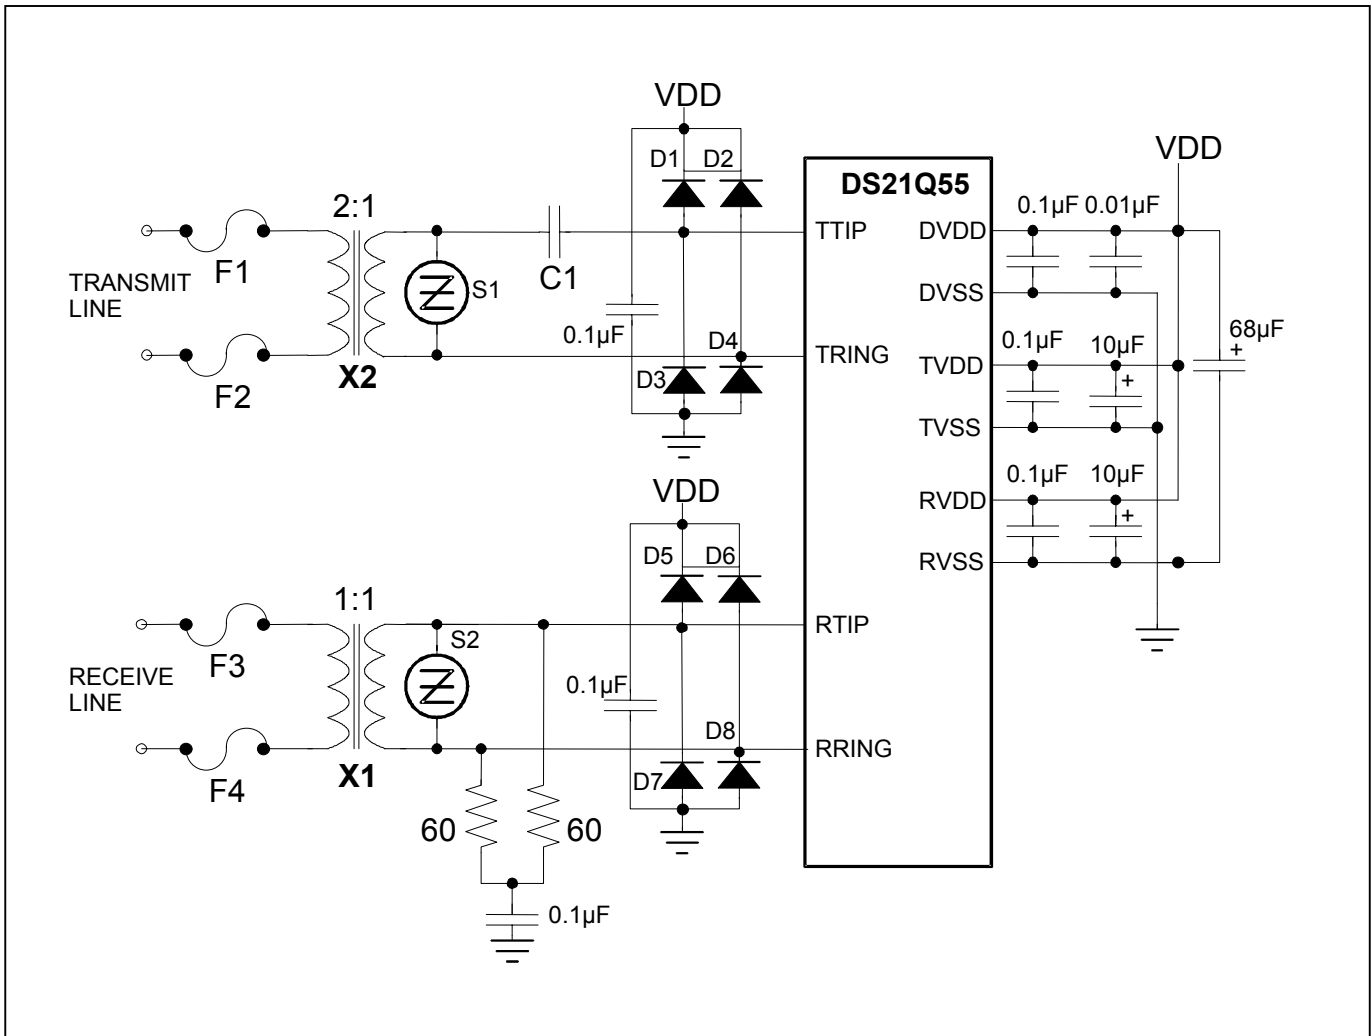 VDD
D1 D2
DS21Q55
VDD
2:1
0.1µF 0.01µF
TTIP DVDD
F1
TRANSMIT
LINE
S1
C1
DVSS
0.1µF
D4
0.1µF 10µF
68µF
+
TRING TVDD
X2
D3
+
F2
TVSS
VDD
0.1µF 10µF
RVDD
+
D5 D6
RVSS
1:1
RTIP
S2
F3
RECEIVE
LINE
0.1µF
D8
RRING
X1
D7
F4
60 60
0.1µF